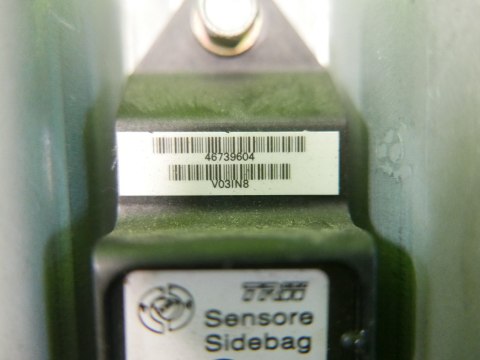 46739604
V03IN8
TRW
Sensore
Sidebag